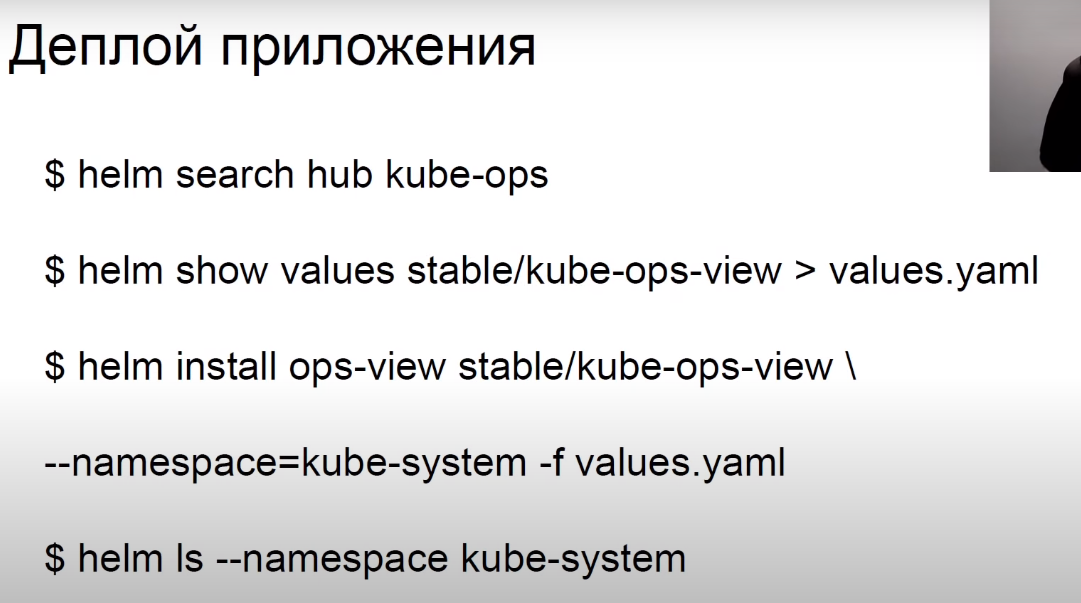 Деплой приложения
$ helm search hub kube-ops
$ helm show values stable/kube-ops-view > values.yaml
$ helm install ops-view stable/kube-ops-view \
--namespace=kube-system -f values.yaml
$ helm ls --namespace kube-system